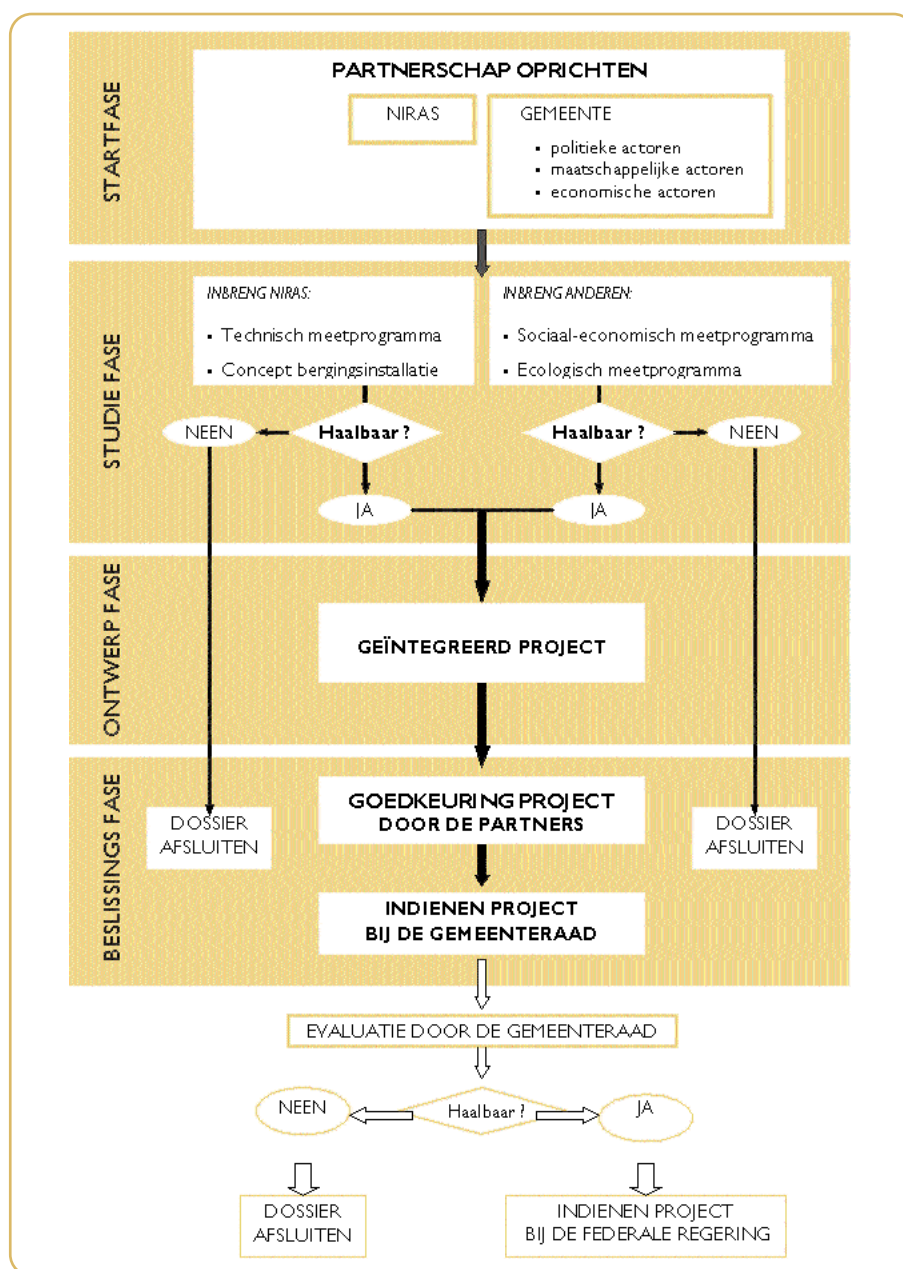 STARTFASE
PARTNERSCHAP OPRICHTEN
NIRAS
GEMEENTE
▪ politieke actoren
▪ maatschappelijke actoren
▪ economische actoren
STUDIE FASE
INBRENG NIRAS:
▪ Technisch meetprogramma
▪ Concept bergingsinstallatie
INBRENG ANDEREN:
▪ Sociaal-economisch meetprogramma
▪ Ecologisch meetprogramma
NEEN
Haalbaar ?
Haalbaar ?
NEEN
JA
JA
ONTWERP FASE
GEÏNTEGREERD PROJECT
BESLISSINGS FASE
GOEDKEURING PROJECT
DOOR DE PARTNERS
DOSSIER
AFSLUITEN
DOSSIER
AFSLUITEN
INDIENEN PROJECT
BIJ DE GEMEENTERAAD
EVALUATIE DOOR DE GEMEENTERAAD
NEEN
Haalbaar ?
JA
DOSSIER
AFSLUITEN
INDIENEN PROJECT
BIJ DE FEDERALE REGERING